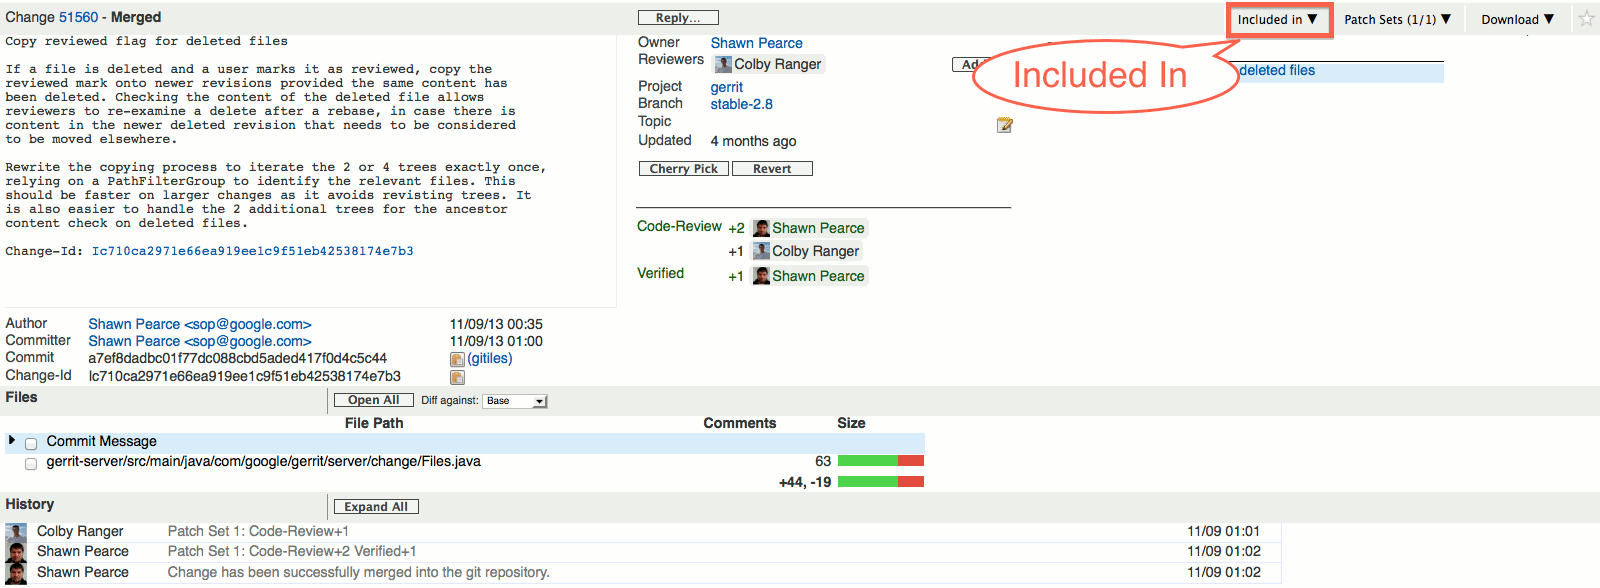 Change 51560 - Merged
Reply...
Included in ▼
Patch Sets (1/1) ▼
Download ▼
Copy reviewed flag for deleted files
If a file is deleted and a user marks it as reviewed, copy the
reviewed mark onto newer revisions provided the same content has
been deleted. Checking the content of the deleted file allows
reviewers to re-examine a delete after a rebase, in case there is
content in the newer deleted revision that needs to be considered
to be moved elsewhere.
Rewrite the copying process to iterate the 2 or 4 trees exactly once,
relying on a PathFilterGroup to identify the relevant files. This
should be faster on larger changes as it avoids revisting trees. It
is also easier to handle the 2 additional trees for the ancestor
content check on deleted files.
Change-Id: Ic710ca2971e66ea919ee1c9f51eb42538174e7b3
Owner Shawn Pearce
Reviewers Colby Ranger
Project gerrit
Branch stable-2.8
Topic
Updated 4 months ago
Cherry Pick Revert
Included In
deleted files
Code-Review +2 Shawn Pearce
+1 Colby Ranger
Verified +1 Shawn Pearce
Author Shawn Pearce <sop@google.com> 11/09/13 00:35
Committer Shawn Pearce <sop@google.com> 11/09/13 01:00
Commit a7ef8dadbc01f77dc088cbd5aded417f0d4c5c44 (gitiles)
Change-Id Ic710ca2971e66ea919ee1c9f51eb42538174e7b3
Files Open All Diff against: Base
File Path Comments Size
Commit Message
gerrit-server/src/main/java/com/google/gerrit/server/change/Files.java 63
+44, -19
History Expand All
Colby Ranger Patch Set 1: Code-Review+1 11/09 01:01
Shawn Pearce Patch Set 1: Code-Review+2 Verified+1 11/09 01:02
Shawn Pearce Change has been successfully merged into the git repository. 11/09 01:02